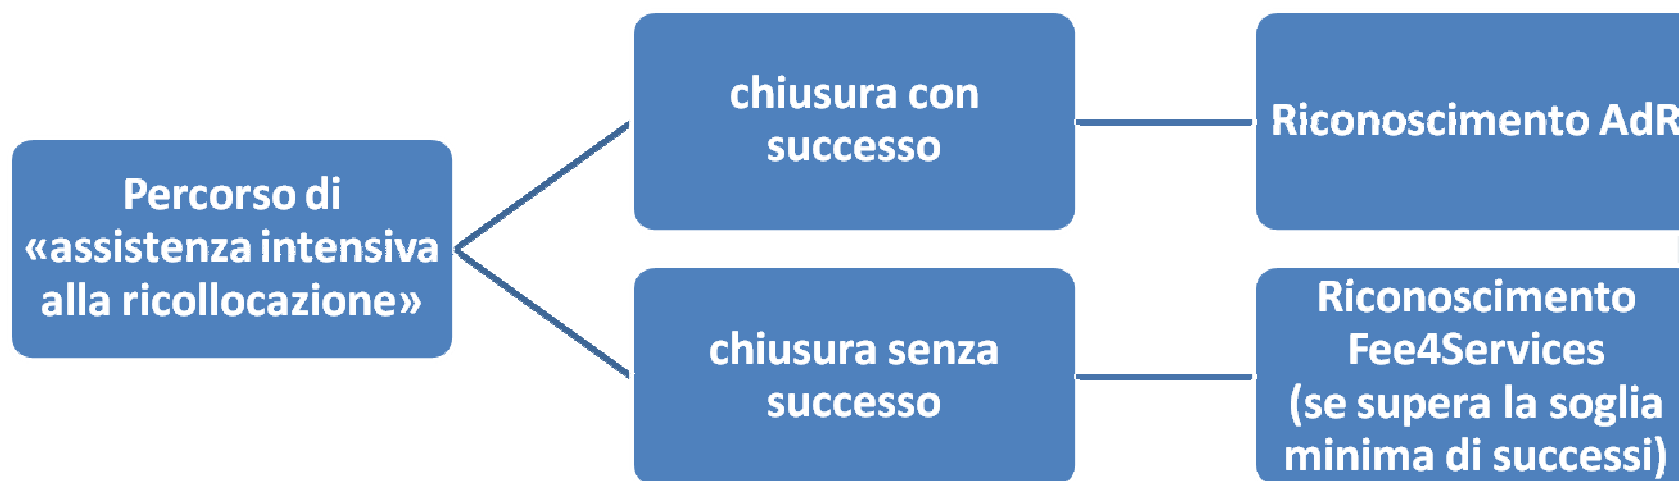 Percorso di
«assistenza intensiva
alla ricollocazione»
chiusura con
successo
Riconoscimento AdR
chiusura senza
successo
Riconoscimento
Fee4Services
(se supera la soglia
minima di successi)